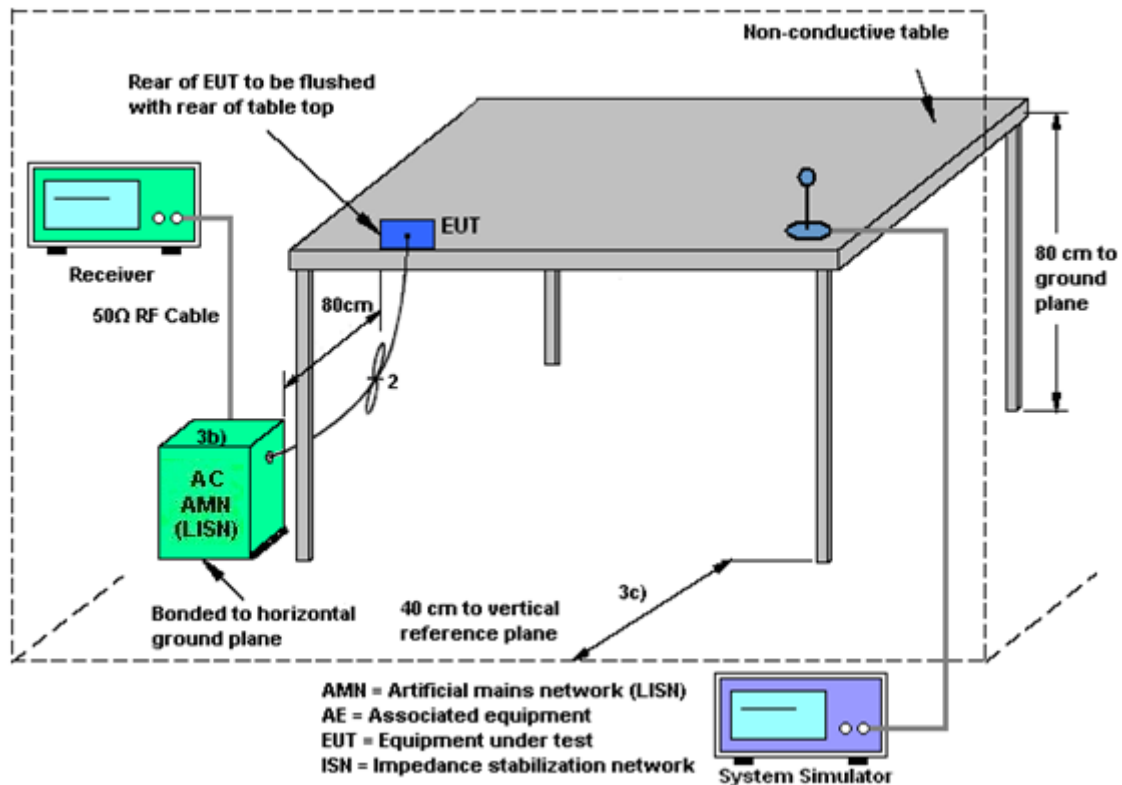 Non-conductive table
Rear of EUT to be flushed
with rear of table top
EUT
Receiver
80 cm to
ground
plane
80cm
50Ω RF Cable
2
3b)
AC
AMN
(LISN)
3c)
Bonded to horizontal
ground plane
40 cm to vertical
reference plane
AMN = Artificial mains network (LISN)
AE = Associated equipment
EUT = Equipment under test
ISN = Impedance stabilization network
System Simulator